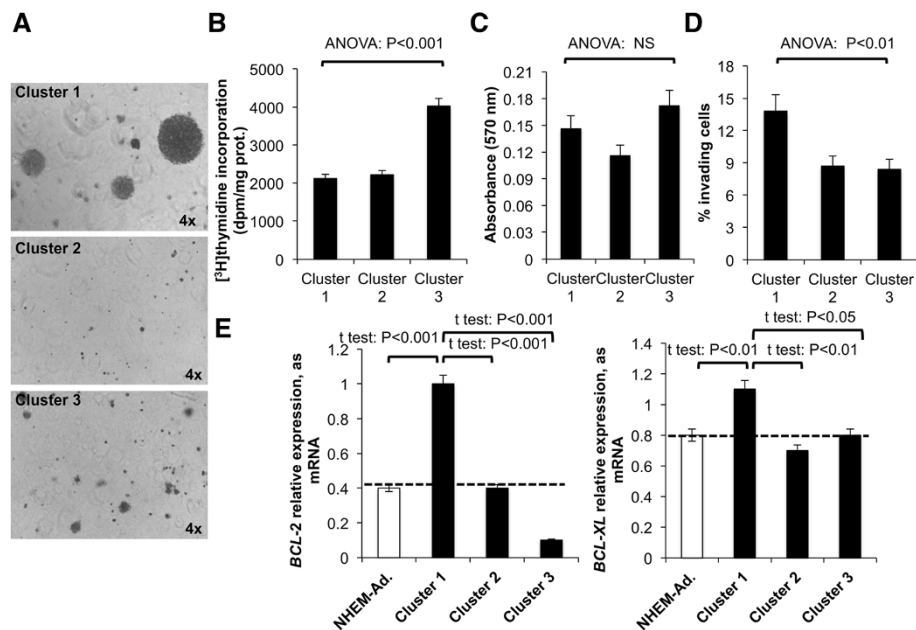 A
Cluster 1
4x
Cluster 2
4x
Cluster 3
4x
B
ANOVA: P<0.001
[³H]thymidine incorporation
(dpm/mg prot.)
5000
4000
3000
2000
1000
0
Cluster Cluster Cluster
1 2 3
C
ANOVA: NS
Absorbance (570 nm)
0.21
0.18
0.15
0.12
0.09
0.06
0.03
0.00
Cluster Cluster Cluster
1 2 3
D
ANOVA: P<0.01
% invading cells
18
15
12
9
6
3
0
Cluster Cluster Cluster
1 2 3
E
t test: P<0.001
t test: P<0.001
t test: P<0.001
BCL-2 relative expression, as
mRNA
1.2
1
0.8
0.6
0.4
0.2
0
NHEM-Ad.
Cluster 1
Cluster 2
Cluster 3
t test: P<0.05
t test: P<0.01
t test: P<0.01
BCL-XL relative expression, as
mRNA
1.4
1.2
1
0.8
0.6
0.4
0.2
0
NHEM-Ad.
Cluster 1
Cluster 2
Cluster 3